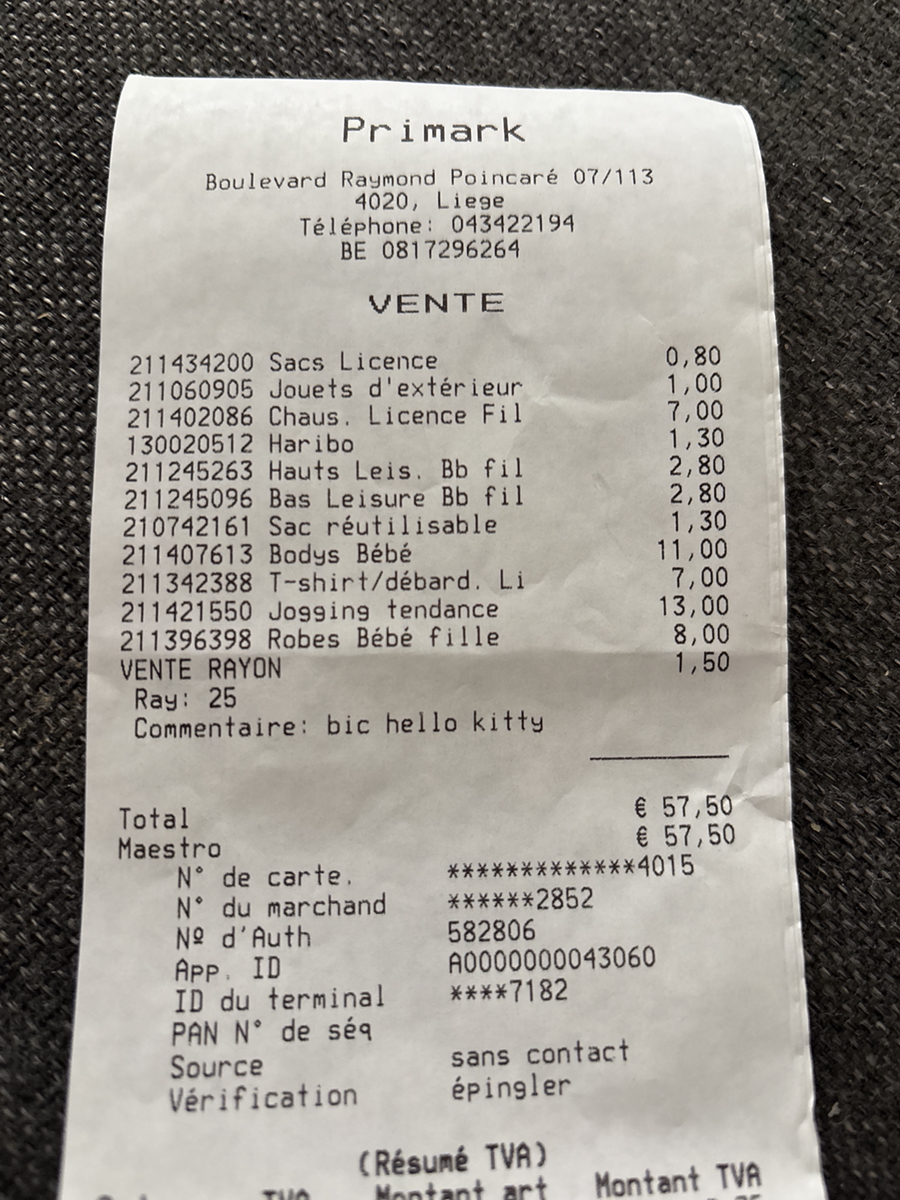 Primark
Boulevard Raymond Poincaré 07/113
4020, Liege
Téléphone: 043422194
BE 0817296264
VENTE
211434200 Sacs Licence 0,80
211060905 Jouets d'extérieur 1,00
211402086 Chaus. Licence Fil 7,00
130020512 Haribo 1,30
211245263 Hauts Leis. Bb fil 2,80
211245096 Bas Leisure Bb fil 2,80
210742161 Sac réutilisable 1,30
211407613 Bodys Bébé 11,00
211342388 T-shirt/débard. Li 7,00
211421550 Jogging tendance 13,00
211396398 Robes Bébé fille 8,00
VENTE RAYON 1,50
Ray: 25
Commentaire: bic hello kitty
Total € 57,50
Maestro € 57,50
N° de carte. *************4015
N° du marchand ******2852
Nº d'Auth 582806
App. ID A0000000043060
ID du terminal ****7182
PAN N° de séq
Source sans contact
Vérification épingler
(Résumé TVA)
TVA Montant art Montant TVA